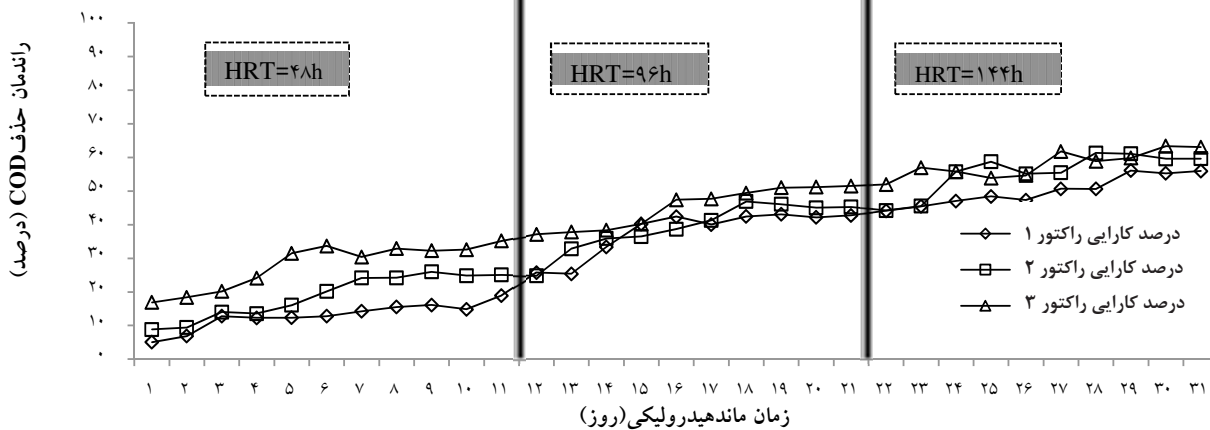 راندمان حذفCOD (درصد)
۱۰۰
۹۰
۸۰
۷۰
۶۰
۵۰
۴۰
۳۰
۲۰
۱۰
۰
HRT=۴۸h
HRT=۹۶h
HRT=۱۴۴h
درصد کارایی راکتور ۱
درصد کارایی راکتور ۲
درصد کارایی راکتور ۳
۱ ۲ ۳ ۴ ۵ ۶ ۷ ۸ ۹ ۱۰ ۱۱ ۱۲ ۱۳ ۱۴ ۱۵ ۱۶ ۱۷ ۱۸ ۱۹ ۲۰ ۲۱ ۲۲ ۲۳ ۲۴ ۲۵ ۲۶ ۲۷ ۲۸ ۲۹ ۳۰ ۳۱
زمان ماندهیدرولیکی(روز)